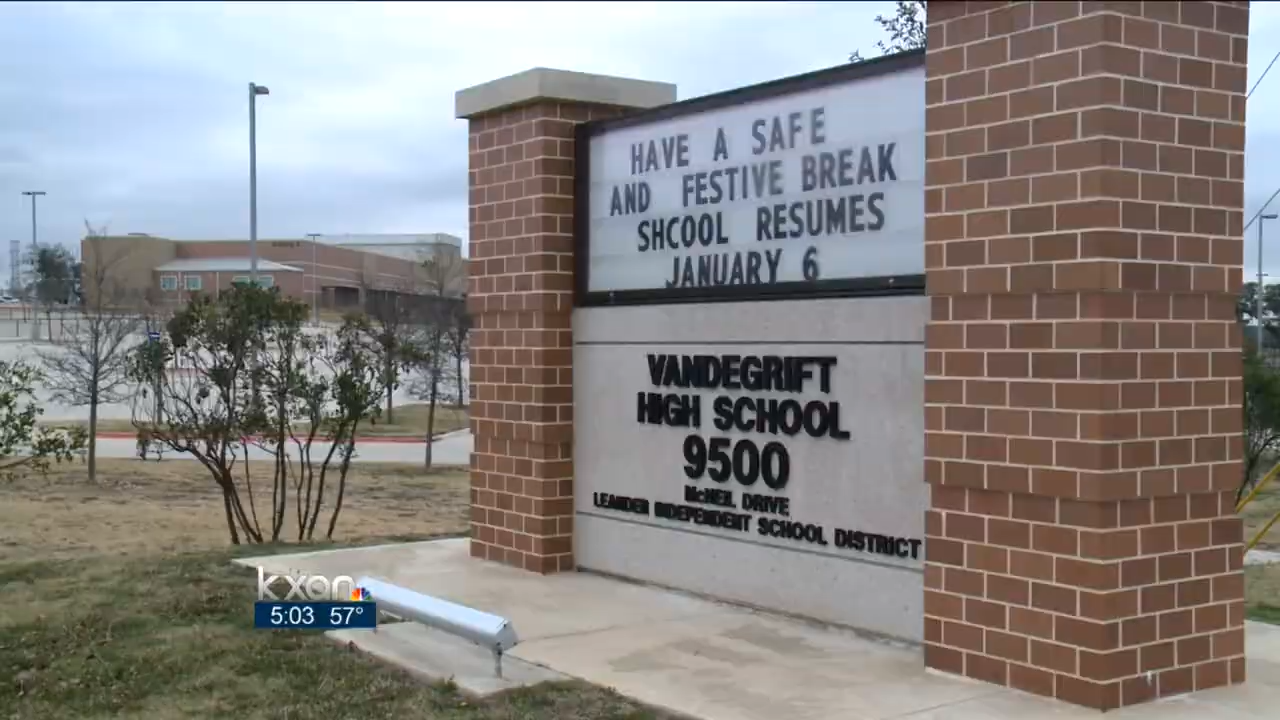 HAVE A SAFE
AND FESTIVE BREAK
SHCOOL RESUMES
JANUARY 6
VANDEGRIFT
HIGH SCHOOL
9500
McNEIL DRIVE
LEANDER INDEPENDENT SCHOOL DISTRICT
kxan
5:03 57°